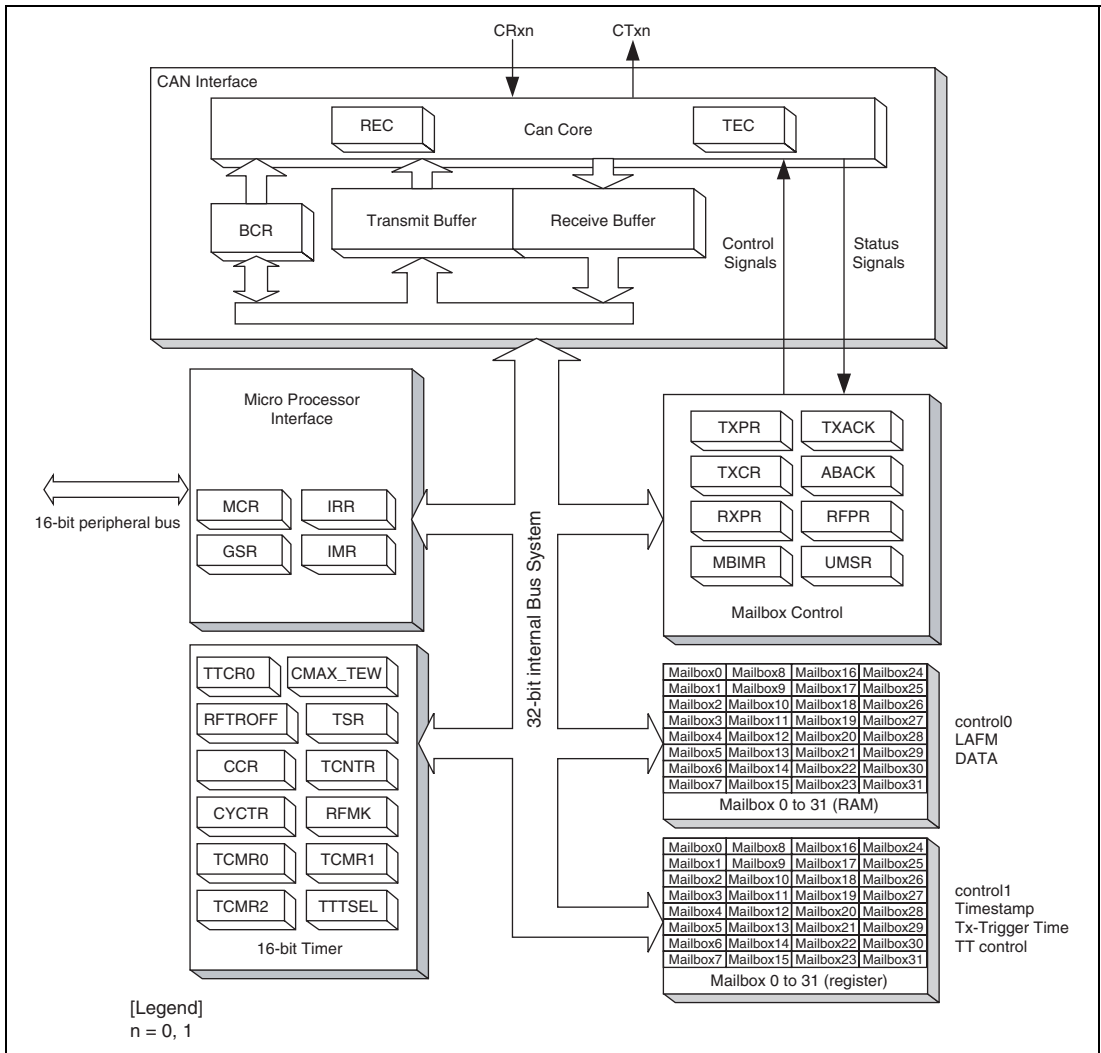 CRxn CTxn
CAN Interface
REC Can Core TEC
BCR Transmit Buffer Receive Buffer
Control Signals
Status Signals
Micro Processor
Interface
MCR IRR
GSR IMR
16-bit peripheral bus
32-bit internal Bus System
TXPR TXACK
TXCR ABACK
RXPR RFPR
MBIMR UMSR
Mailbox Control
TTCR0 CMAX_TEW
RFTROFF TSR
CCR TCNTR
CYCTR RFMK
TCMR0 TCMR1
TCMR2 TTTSEL
16-bit Timer
Mailbox0 Mailbox8 Mailbox16 Mailbox24
Mailbox1 Mailbox9 Mailbox17 Mailbox25
Mailbox2 Mailbox10 Mailbox18 Mailbox26
Mailbox3 Mailbox11 Mailbox19 Mailbox27
Mailbox4 Mailbox12 Mailbox20 Mailbox28
Mailbox5 Mailbox13 Mailbox21 Mailbox29
Mailbox6 Mailbox14 Mailbox22 Mailbox30
Mailbox7 Mailbox15 Mailbox23 Mailbox31
Mailbox 0 to 31 (RAM)
control0
LAFM
DATA
Mailbox0 Mailbox8 Mailbox16 Mailbox24
Mailbox1 Mailbox9 Mailbox17 Mailbox25
Mailbox2 Mailbox10 Mailbox18 Mailbox26
Mailbox3 Mailbox11 Mailbox19 Mailbox27
Mailbox4 Mailbox12 Mailbox20 Mailbox28
Mailbox5 Mailbox13 Mailbox21 Mailbox29
Mailbox6 Mailbox14 Mailbox22 Mailbox30
Mailbox7 Mailbox15 Mailbox23 Mailbox31
Mailbox 0 to 31 (register)
control1
Timestamp
Tx-Trigger Time
TT control
[Legend]
n = 0, 1